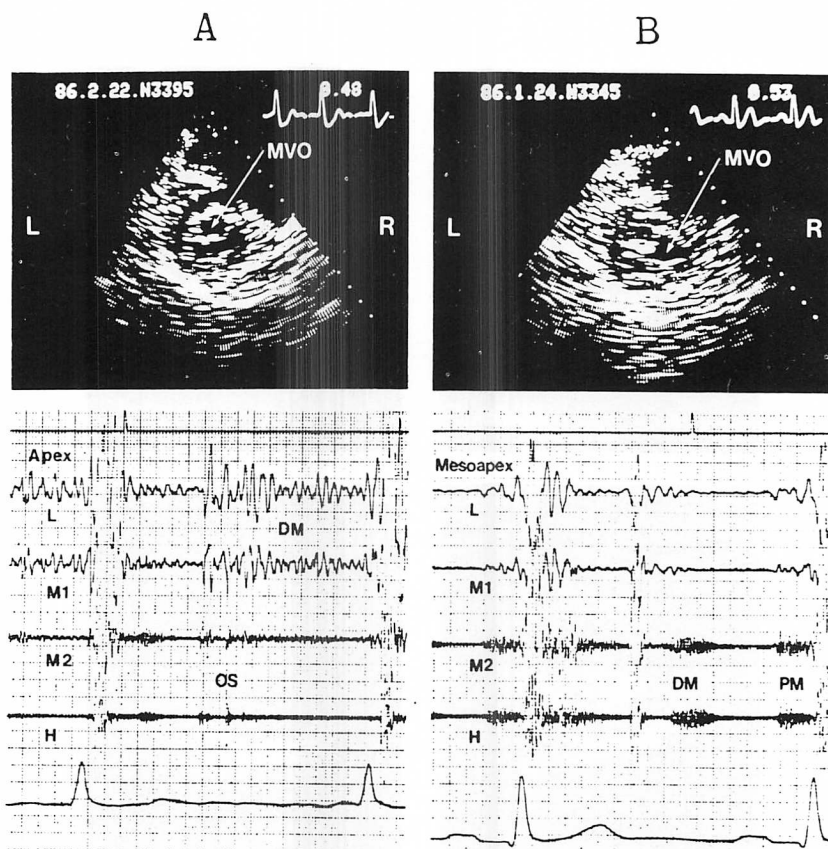 A
B
86.2.22.N3395
0.48
MVO
L
R
86.1.24.N3345
0.53
MVO
L
R
Apex
L
DM
M1
M2
OS
H
Mesoapex
L
M1
M2
DM
PM
H